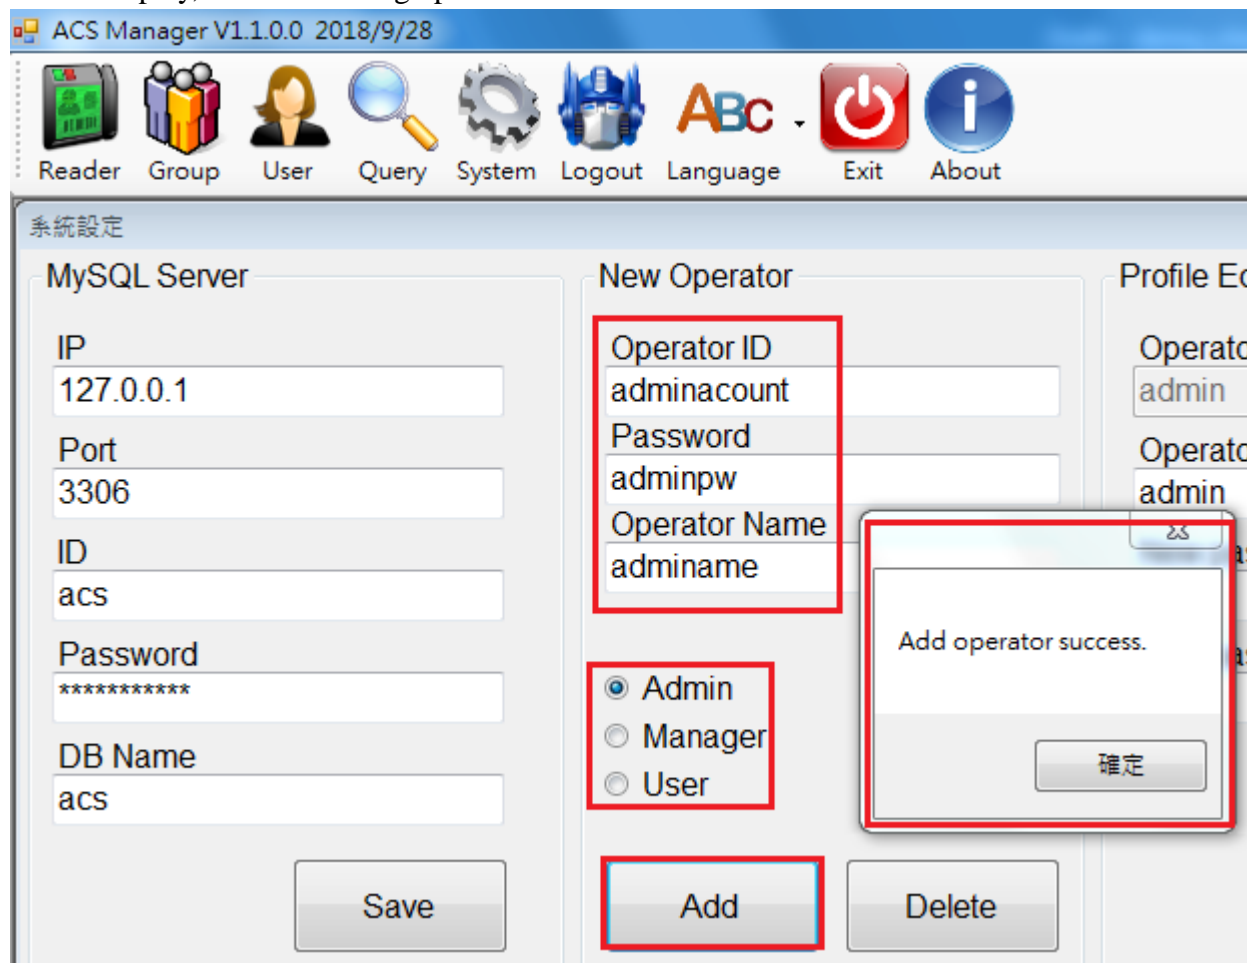 ACS Manager V1.1.0.0 2018/9/28
ABC
Reader Group User Query System Logout Language Exit About
系統設定
MySQL Server
IP
127.0.0.1
Port
3306
ID
acs
Password
***********
DB Name
acs
Save
New Operator
Operator ID
adminacount
Password
adminpw
Operator Name
adminame
Admin
Manager
User
Add Delete
Profile
admin
admin
Add operator success.
確定